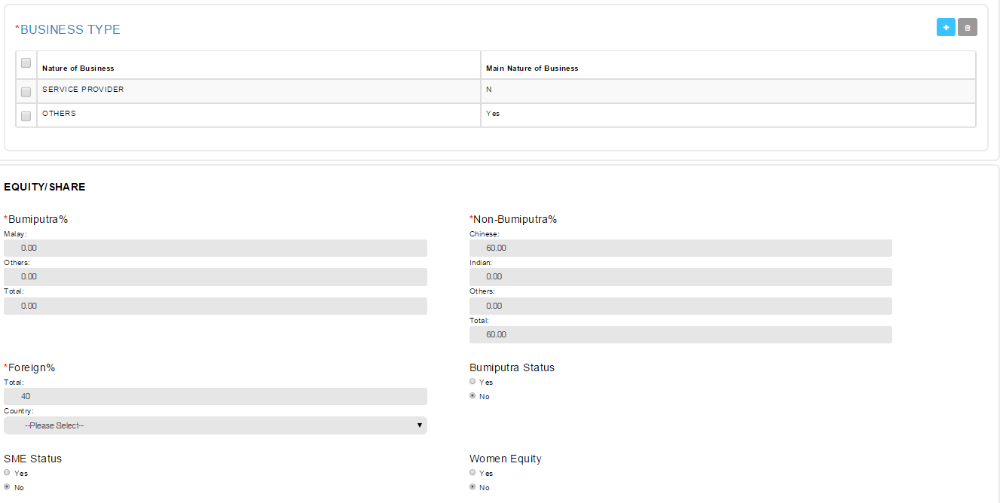 *BUSINESS TYPE
Nature of Business Main Nature of Business
SERVICE PROVIDER N
OTHERS Yes
EQUITY/SHARE
*Bumiputra%
Malay:
0.00
Others:
0.00
Total:
0.00
*Non-Bumiputra%
Chinese:
60.00
Indian:
0.00
Others:
0.00
Total:
60.00
*Foreign%
Total:
40
Country:
--Please Select--
Bumiputra Status
Yes
No
SME Status
Yes
No
Women Equity
Yes
No